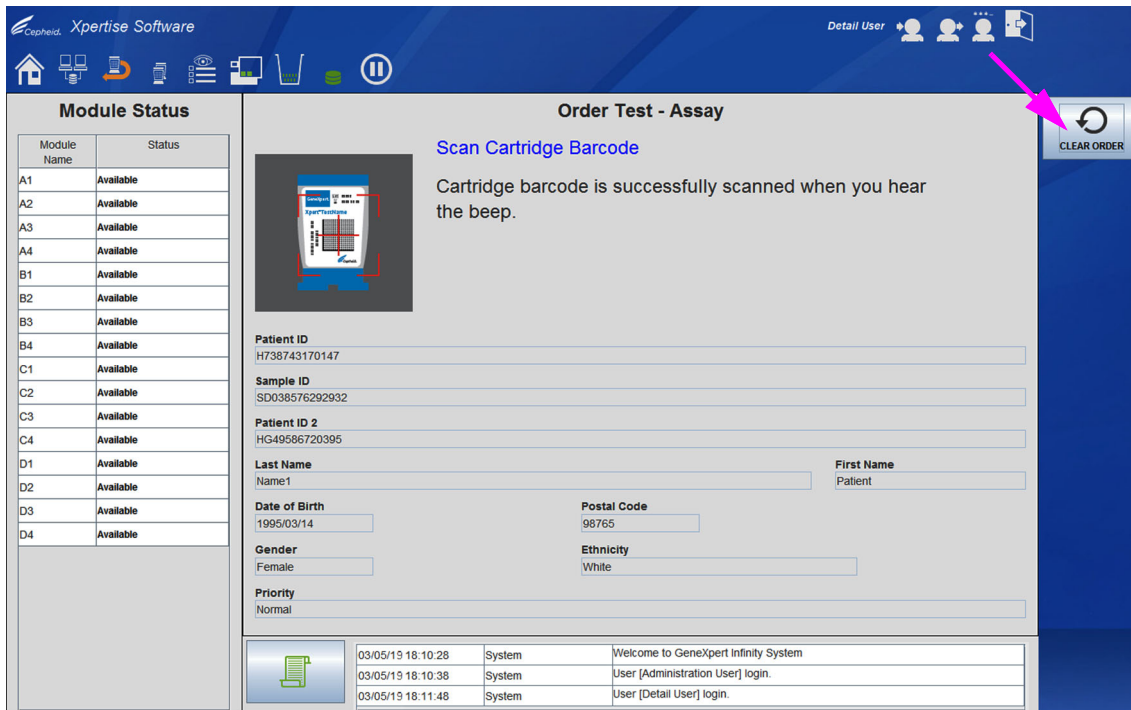 Cepheid. Xpertise Software
Detail User
Module Status
Module Name Status
A1 Available
A2 Available
A3 Available
A4 Available
B1 Available
B2 Available
B3 Available
B4 Available
C1 Available
C2 Available
C3 Available
C4 Available
D1 Available
D2 Available
D3 Available
D4 Available
Order Test - Assay
Scan Cartridge Barcode
Cartridge barcode is successfully scanned when you hear
the beep.
GeneXpert
Xpert®TestName
Cepheid.
Patient ID
H738743170147
Sample ID
SD038576292932
Patient ID 2
HG49586720395
Last Name First Name
Name1 Patient
Date of Birth Postal Code
1995/03/14 98765
Gender Ethnicity
Female White
Priority
Normal
03/05/19 18:10:28 System Welcome to GeneXpert Infinity System
03/05/19 18:10:38 System User [Administration User] login.
03/05/19 18:11:48 System User [Detail User] login.
CLEAR ORDER